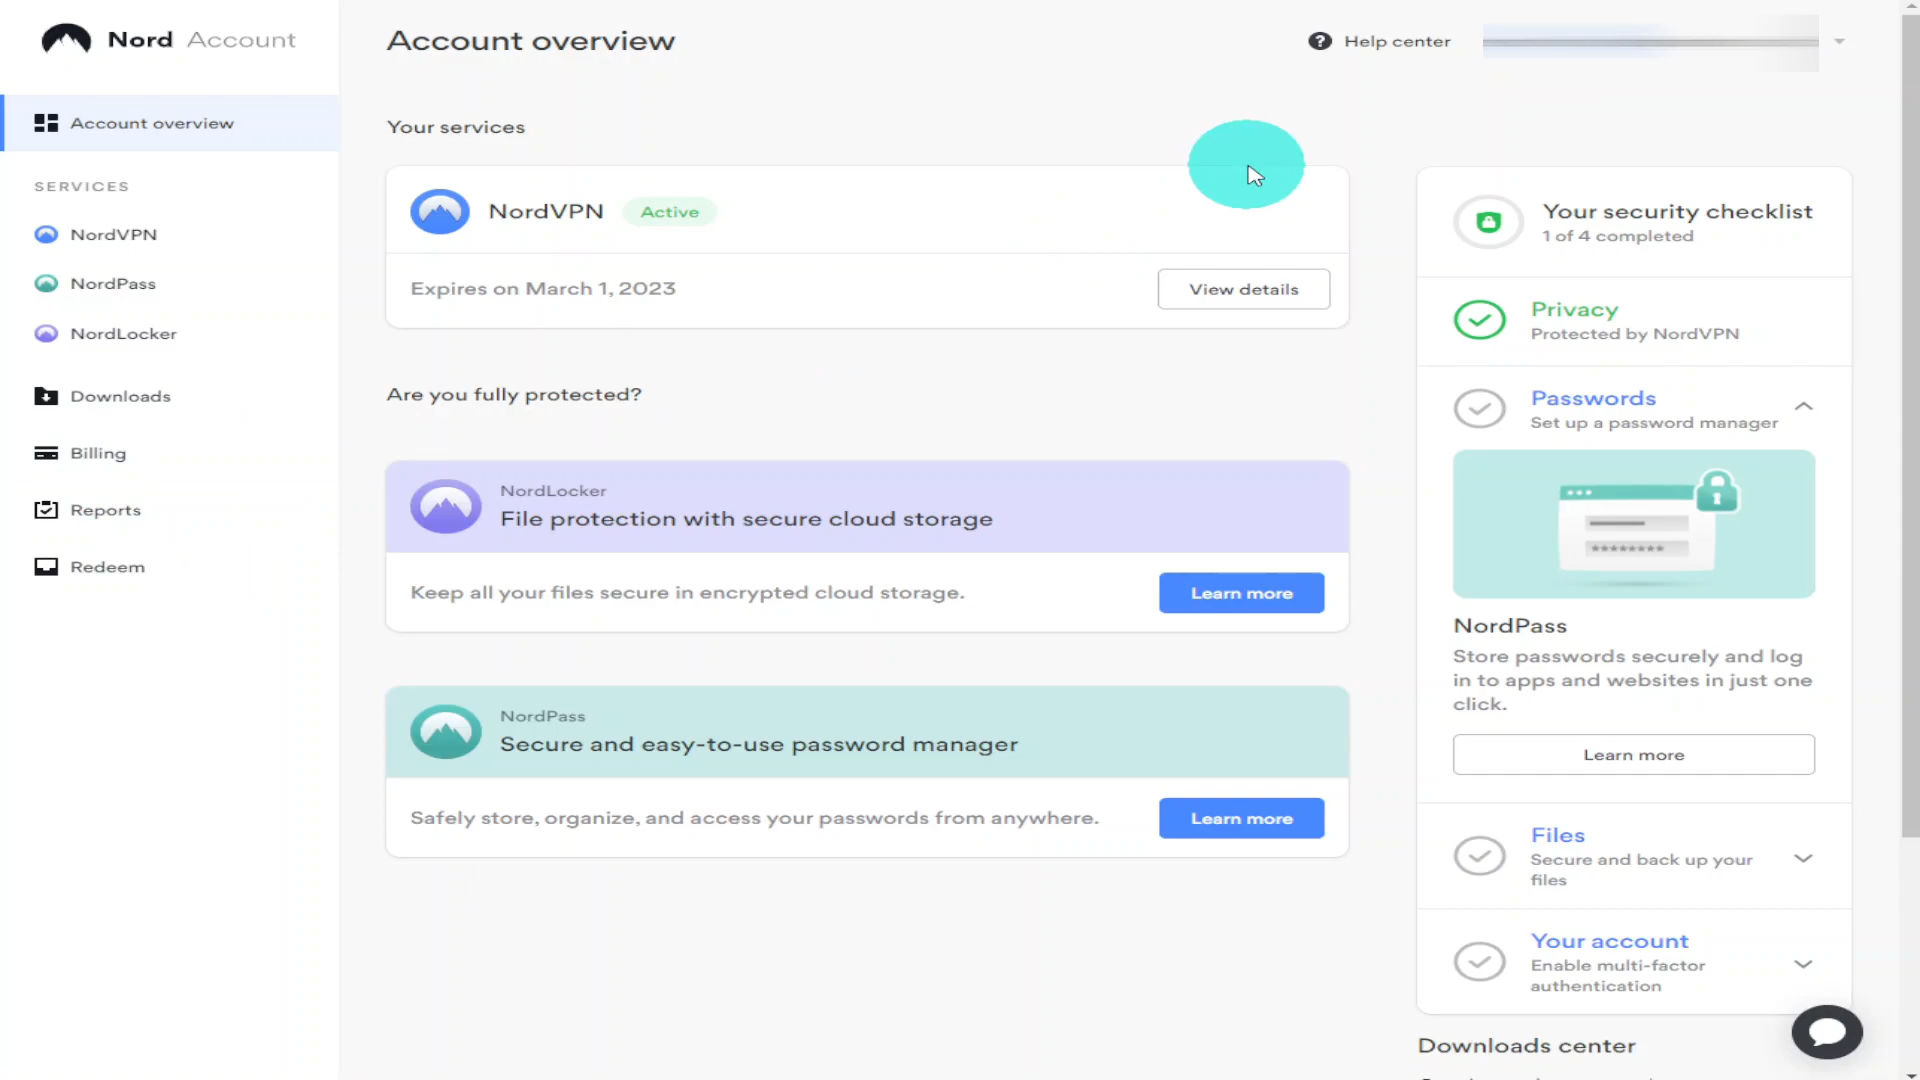 Nord Account
Account overview
SERVICES
NordVPN
NordPass
NordLocker
Downloads
Billing
Reports
Redeem
Account overview
Help center
Your services
NordVPN
Active
Expires on March 1, 2023
View details
Are you fully protected?
NordLocker
File protection with secure cloud storage
Keep all your files secure in encrypted cloud storage.
Learn more
NordPass
Secure and easy-to-use password manager
Safely store, organize, and access your passwords from anywhere.
Learn more
Your security checklist
1 of 4 completed
Privacy
Protected by NordVPN
Passwords
Set up a password manager
********
NordPass
Store passwords securely and log
in to apps and websites in just one
click.
Learn more
Files
Secure and back up your
files
Your account
Enable multi-factor
authentication
Downloads center